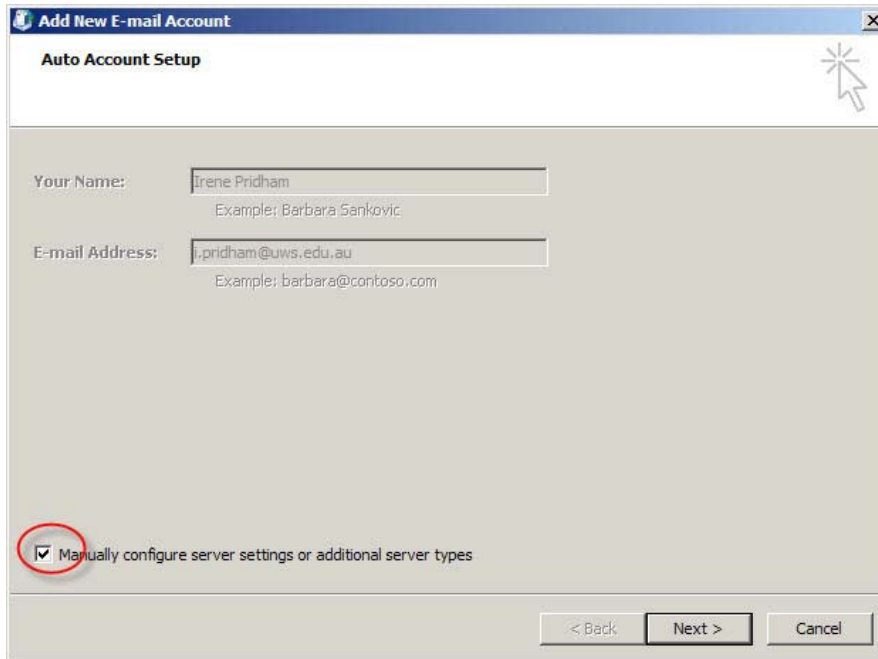 Add New E-mail Account
Auto Account Setup
Your Name:
Irene Pridham
Example: Barbara Sankovic
E-mail Address:
i.pridham@uws.edu.au
Example: barbara@contoso.com
Manually configure server settings or additional server types
< Back
Next >
Cancel